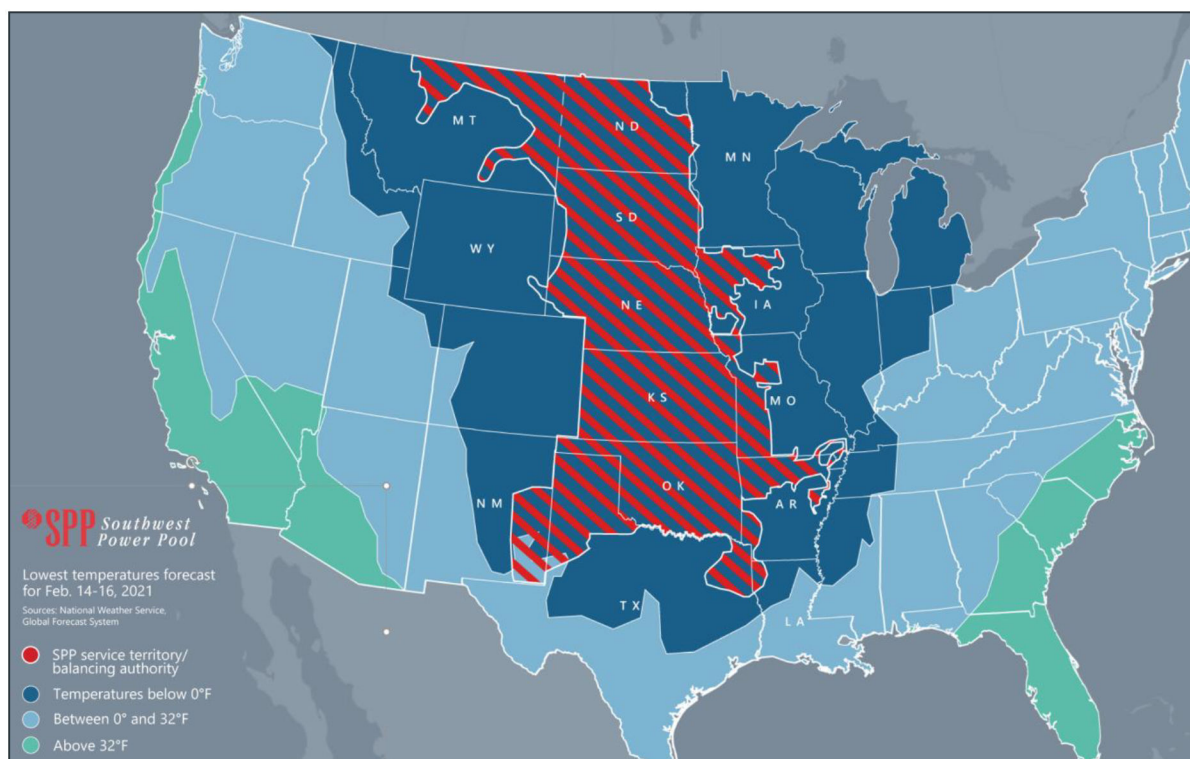 MT
ND
MN
SD
WY
NE
IA
KS
MO
NM
OK
AR
TX
LA
SPP Southwest
Power Pool
Lowest temperatures forecast
for Feb. 14-16, 2021
Sources: National Weather Service,
Global Forecast System
SPP service territory/
balancing authority
Temperatures below 0°F
Between 0° and 32°F
Above 32°F